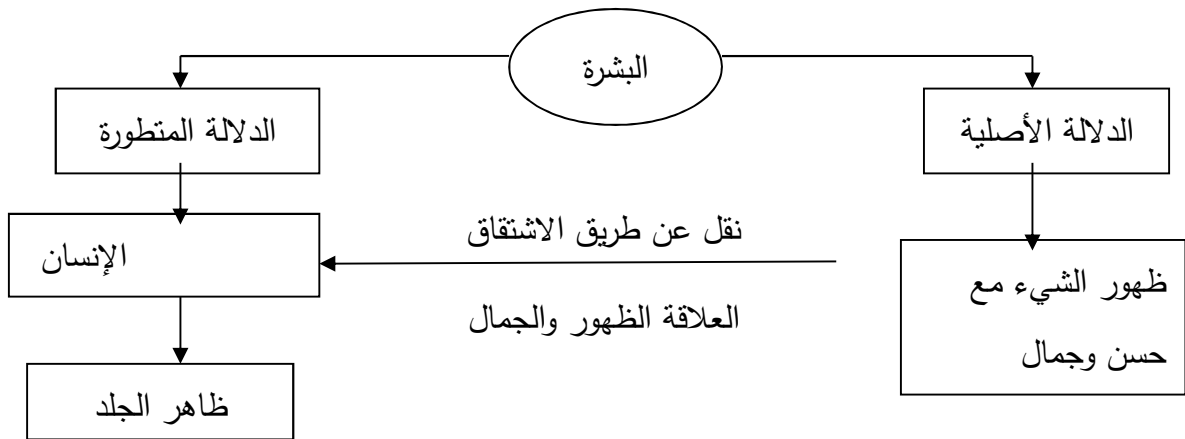 البشرة
الدلالة الأصلية
الدلالة المتطورة
ظهور الشيء مع
حسن وجمال
نقل عن طريق الاشتقاق
العلاقة الظهور والجمال
الإنسان
ظاهر الجلد